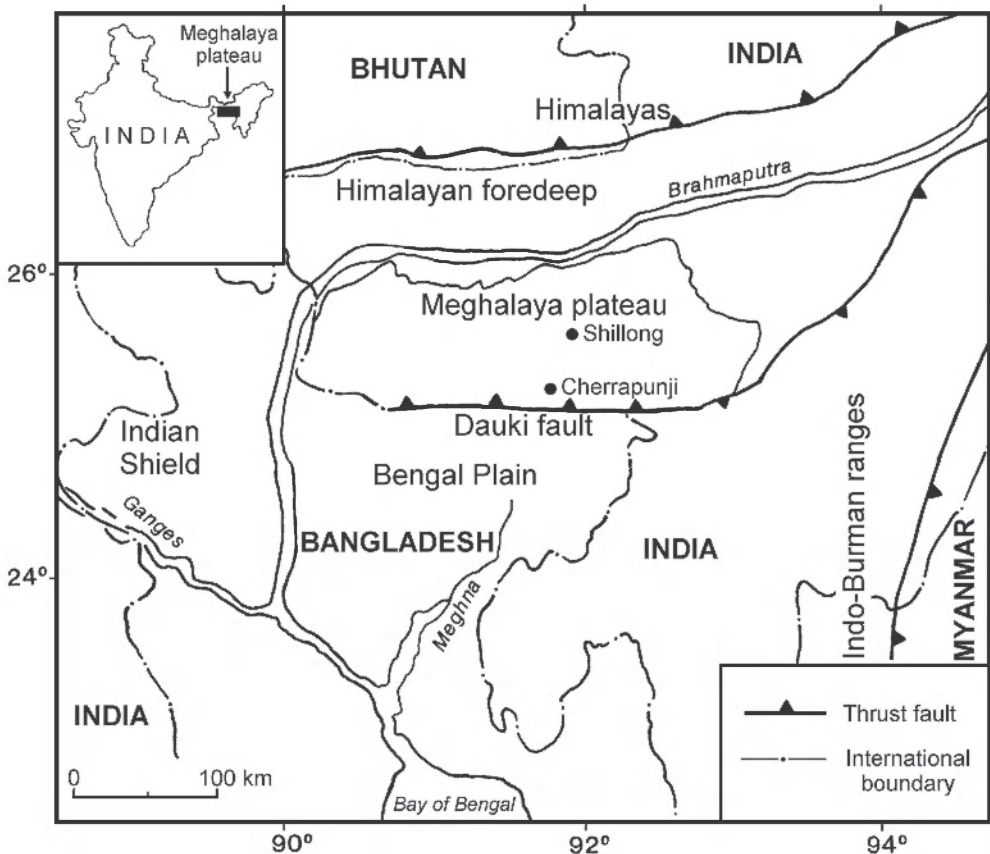 Meghalaya
plateau
INDIA
BHUTAN
INDIA
Himalayas
Himalayan foredeep
Brahmaputra
26°
Meghalaya plateau
Shillong
Cherrapunji
Dauki fault
Indian
Shield
Bengal Plain
Ganges
BANGLADESH
INDIA
24°
Meghna
Indo-Burman ranges
MYANMAR
INDIA
0 100 km
Bay of Bengal
Thrust fault
International
boundary
90° 92° 94°